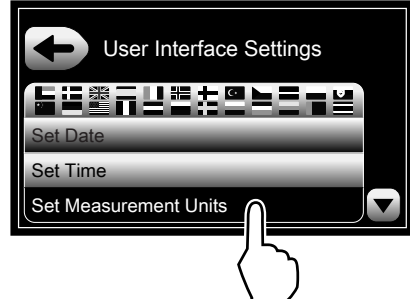 User Interface Settings
Set Date
Set Time
Set Measurement Units